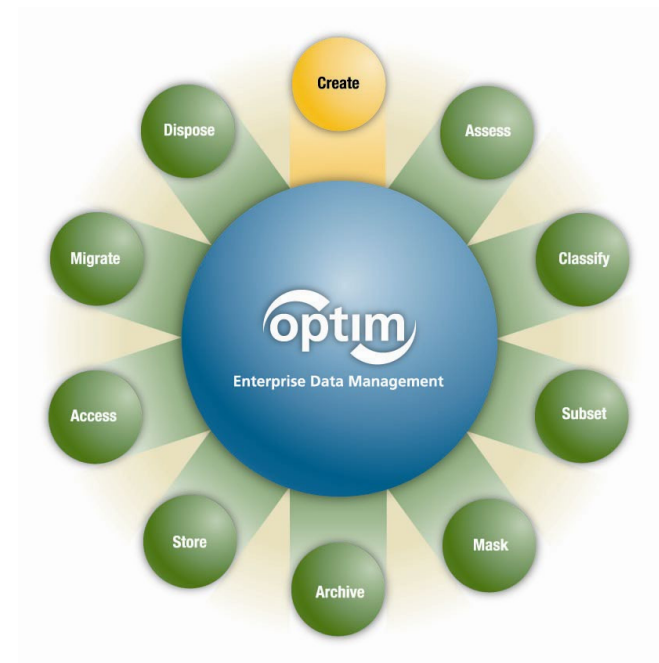 Create
Assess
Classify
Subset
Mask
Archive
Store
Access
Migrate
Dispose
optim
Enterprise Data Management